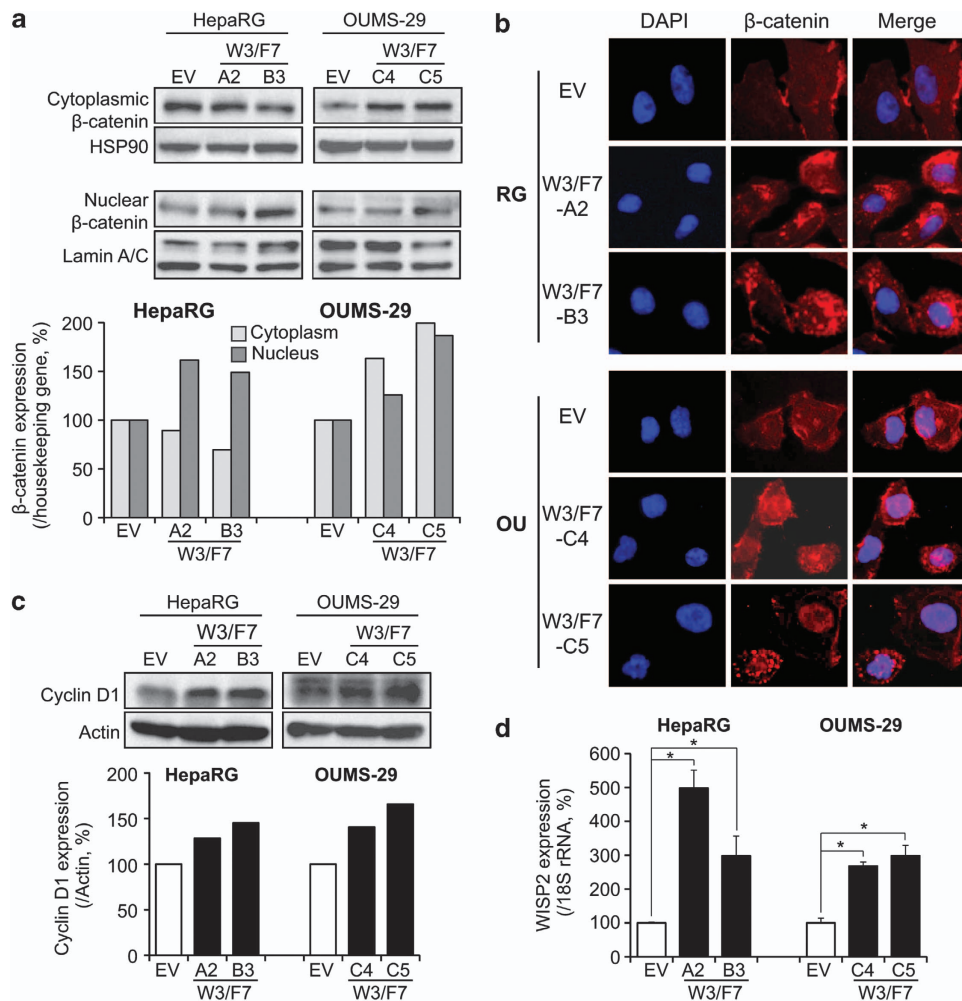 a
HepaRG OUMS-29
W3/F7 W3/F7
EV A2 B3 EV C4 C5
Cytoplasmic
β-catenin
HSP90
Nuclear
β-catenin
Lamin A/C
HepaRG OUMS-29
Cytoplasm
Nucleus
β-catenin expression
(/housekeeping gene, %)
200
150
100
50
0
EV A2 B3 EV C4 C5
W3/F7 W3/F7
b
DAPI β-catenin Merge
EV
RG
W3/F7
-A2
W3/F7
-B3
EV
OU
W3/F7
-C4
W3/F7
-C5
c
HepaRG OUMS-29
W3/F7 W3/F7
EV A2 B3 EV C4 C5
Cyclin D1
Actin
HepaRG OUMS-29
Cyclin D1 expression
(/Actin, %)
200
150
100
50
0
EV A2 B3 EV C4 C5
W3/F7 W3/F7
d
HepaRG OUMS-29
WISP2 expression
(/18S rRNA, %)
600
500
400
300
200
100
0
* * * *
EV A2 B3 EV C4 C5
W3/F7 W3/F7